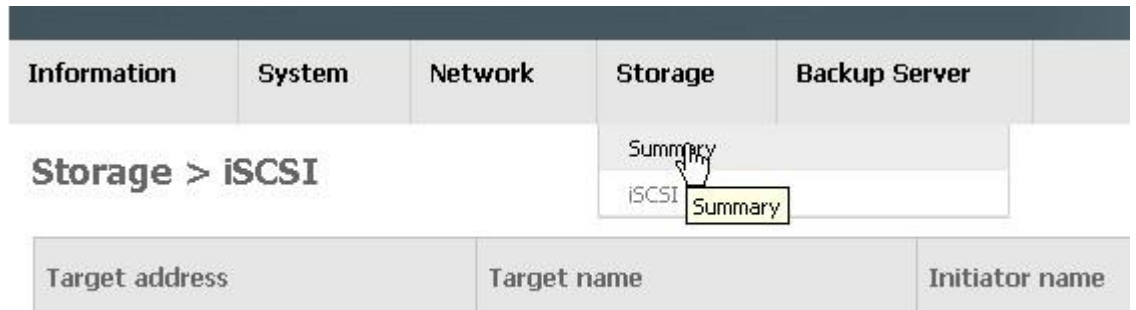 Information System Network Storage Backup Server
Summary
Storage > iSCSI
iSCSI
Summary
Target address Target name Initiator name